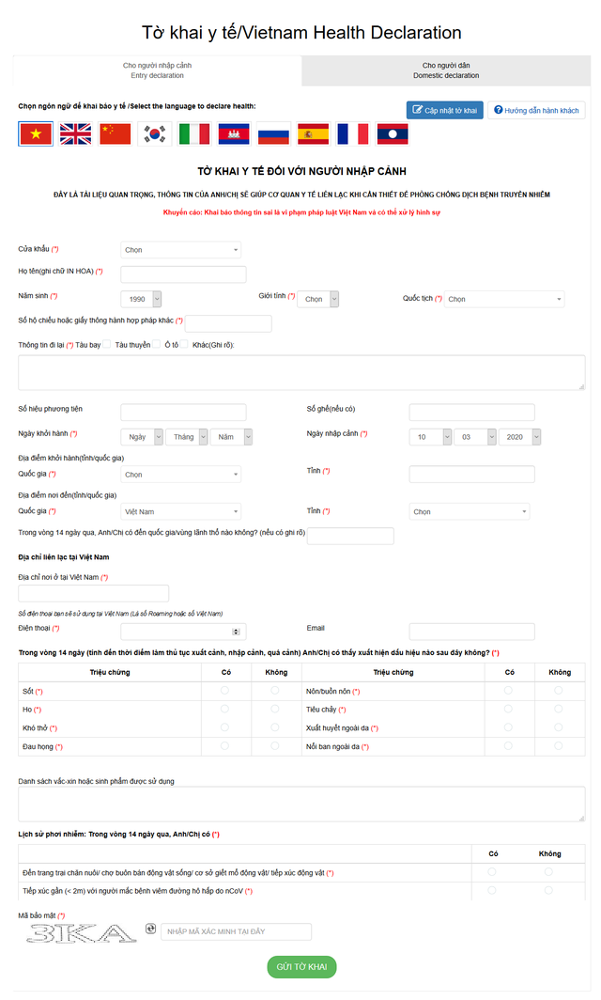 Tờ khai y tế/Vietnam Health Declaration
Cho người nhập cảnh
Entry declaration
Cho người dân
Domestic declaration
Chọn ngôn ngữ để khai báo y tế /Select the language to declare health:
Cập nhật tờ khai
Hướng dẫn hành khách
TỜ KHAI Y TẾ ĐỐI VỚI NGƯỜI NHẬP CẢNH
ĐÂY LÀ TÀI LIỆU QUAN TRỌNG, THÔNG TIN CỦA ANH/CHỊ SẼ GIÚP CƠ QUAN Y TẾ LIÊN LẠC KHI CẦN THIẾT ĐỂ PHÒNG CHỐNG DỊCH BỆNH TRUYỀN NHIỄM
Khuyến cáo: Khai báo thông tin sai là vi phạm pháp luật Việt Nam và có thể xử lý hình sự
Cửa khẩu (*) Chọn
Họ tên(ghi chữ IN HOA) (*)
Năm sinh (*) 1990 Giới tính (*) Chọn Quốc tịch (*) Chọn
Số hộ chiếu hoặc giấy thông hành hợp pháp khác (*)
Thông tin đi lại (*) Tàu bay Tàu thuyền Ô tô Khác(Ghi rõ):
Số hiệu phương tiện Số ghế(nếu có)
Ngày khởi hành (*) Ngày Tháng Năm Ngày nhập cảnh (*) 10 03 2020
Địa điểm khởi hành(tỉnh/quốc gia)
Quốc gia (*) Chọn Tỉnh (*)
Địa điểm nơi đến(tỉnh/quốc gia)
Quốc gia (*) Việt Nam Tỉnh (*) Chọn
Trong vòng 14 ngày qua, Anh/Chị có đến quốc gia/vùng lãnh thổ nào không? (nếu có ghi rõ)
Địa chỉ liên lạc tại Việt Nam
Địa chỉ nơi ở tại Việt Nam (*)
Số điện thoại bạn sẽ sử dụng tại Việt Nam (Là số Roaming hoặc số Việt Nam)
Điện thoại (*) Email
Trong vòng 14 ngày (tính đến thời điểm làm thủ tục xuất cảnh, nhập cảnh, quá cảnh) Anh/Chị có thấy xuất hiện dấu hiệu nào sau đây không? (*)
Triệu chứng Có Không Triệu chứng Có Không
Sốt (*) Nôn/buồn nôn (*)
Ho (*) Tiêu chảy (*)
Khó thở (*) Xuất huyết ngoài da (*)
Đau họng (*) Nổi ban ngoài da (*)
Danh sách vắc-xin hoặc sinh phẩm được sử dụng
Lịch sử phơi nhiễm: Trong vòng 14 ngày qua, Anh/Chị có (*)
Có Không
Đến trang trại chăn nuôi/ chợ buôn bán động vật sống/ cơ sở giết mổ động vật/ tiếp xúc động vật (*)
Tiếp xúc gần (< 2m) với người mắc bệnh viêm đường hô hấp do nCoV (*)
Mã bảo mật (*)
3KA NHẬP MÃ XÁC MINH TẠI ĐÂY
GỬI TỜ KHAI